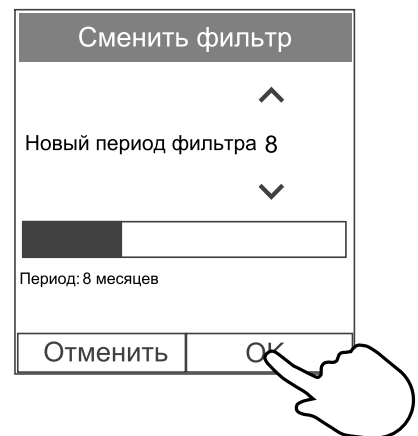 Сменить фильтр
Новый период фильтра 8
Период: 8 месяцев
Отменить OK